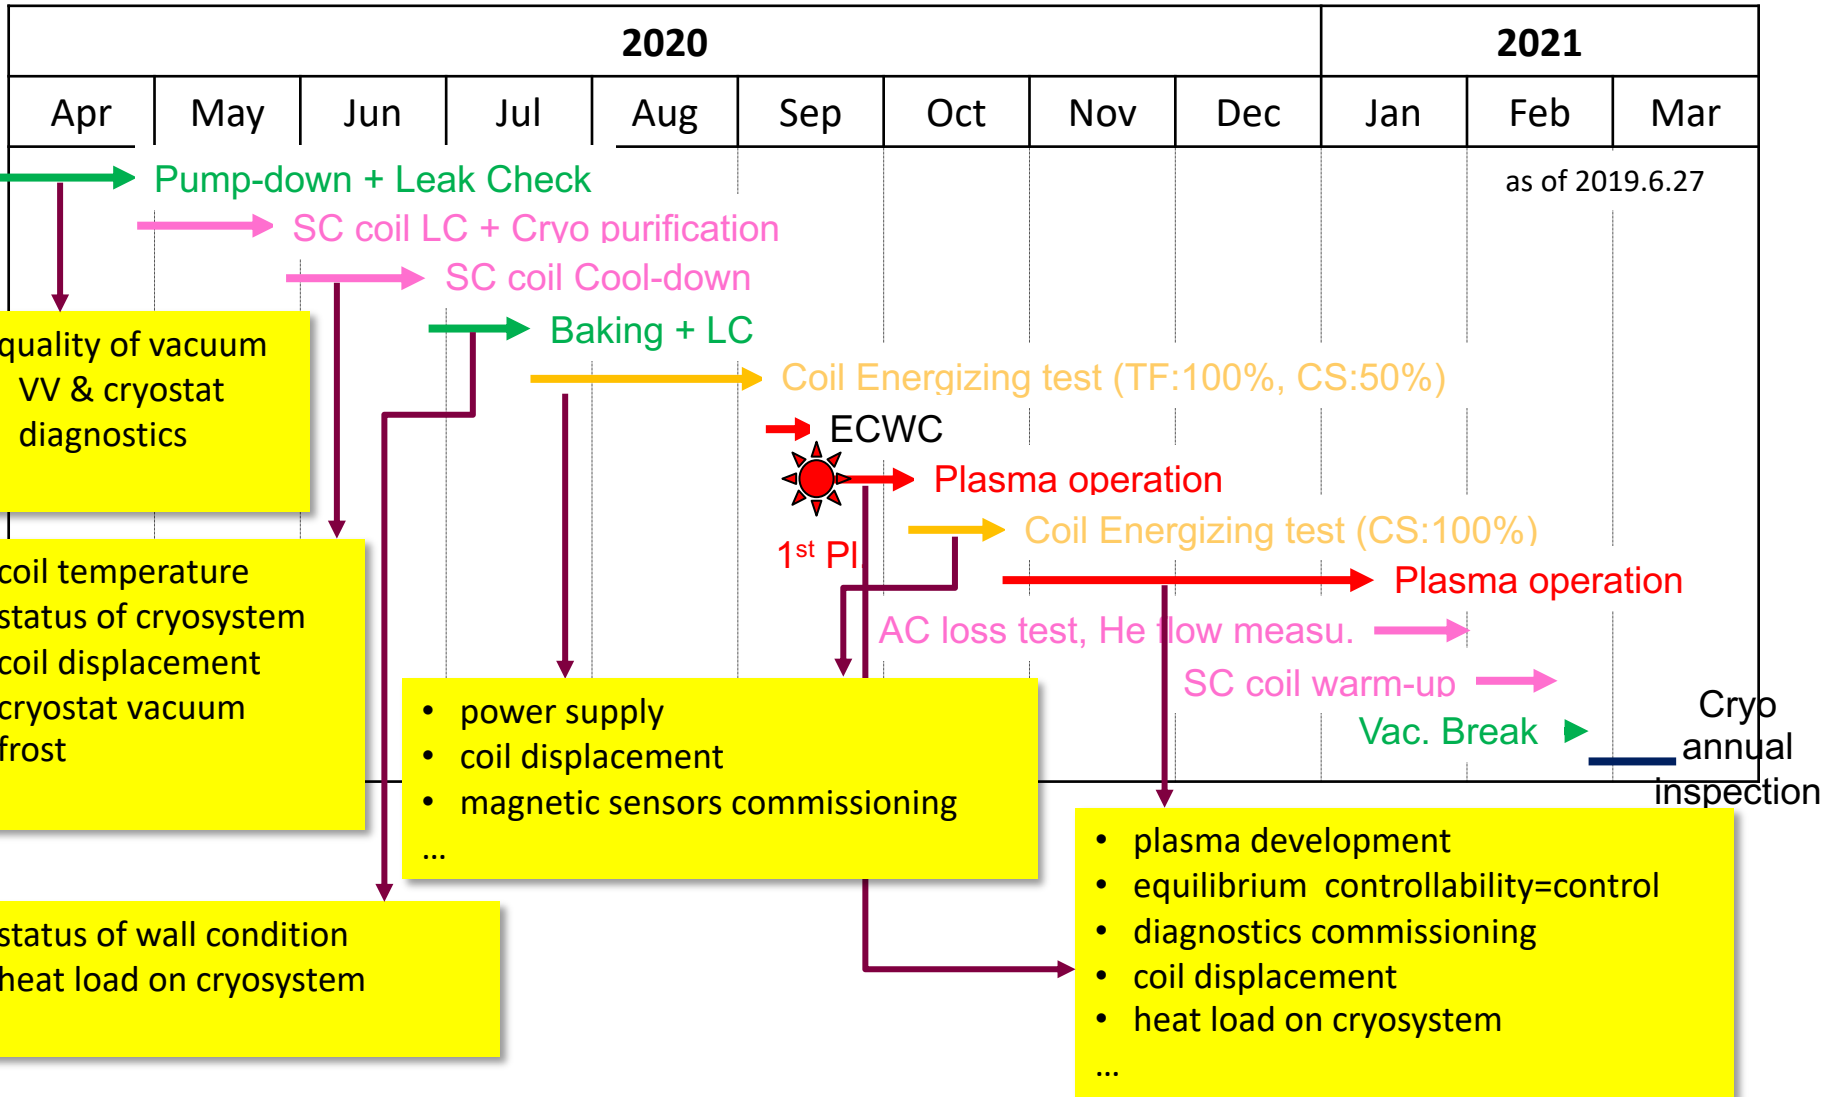 2020
2021
Apr
May
Jun
Jul
Aug
Sep
Oct
Nov
Dec
Jan
Feb
Mar
as of 2019.6.27
Pump-down + Leak Check
SC coil LC + Cryo purification
SC coil Cool-down
Baking + LC
Coil Energizing test (TF:100%, CS:50%)
ECWC
Plasma operation
Coil Energizing test (CS:100%)
1st Pl.
Plasma operation
AC loss test, He flow measu.
SC coil warm-up
Vac. Break
Cryo
annual
inspection
quality of vacuum
VV & cryostat
diagnostics
coil temperature
status of cryosystem
coil displacement
cryostat vacuum
frost
• power supply
• coil displacement
• magnetic sensors commissioning
...
status of wall condition
heat load on cryosystem
• plasma development
• equilibrium controllability=control
• diagnostics commissioning
• coil displacement
• heat load on cryosystem
...